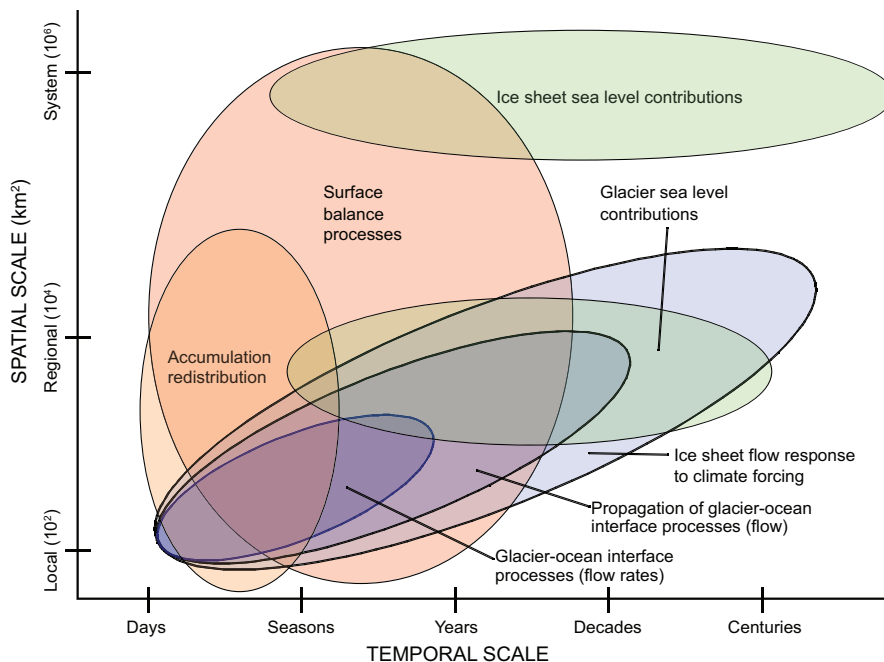 System (10⁶)
Ice sheet sea level contributions
Surface
balance
processes
Glacier sea level
contributions
SPATIAL SCALE (km²)
Regional (10⁴)
Accumulation
redistribution
Ice sheet flow response
to climate forcing
Propagation of glacier-ocean
interface processes (flow)
Local (10²)
Glacier-ocean interface
processes (flow rates)
Days
Seasons
Years
Decades
Centuries
TEMPORAL SCALE